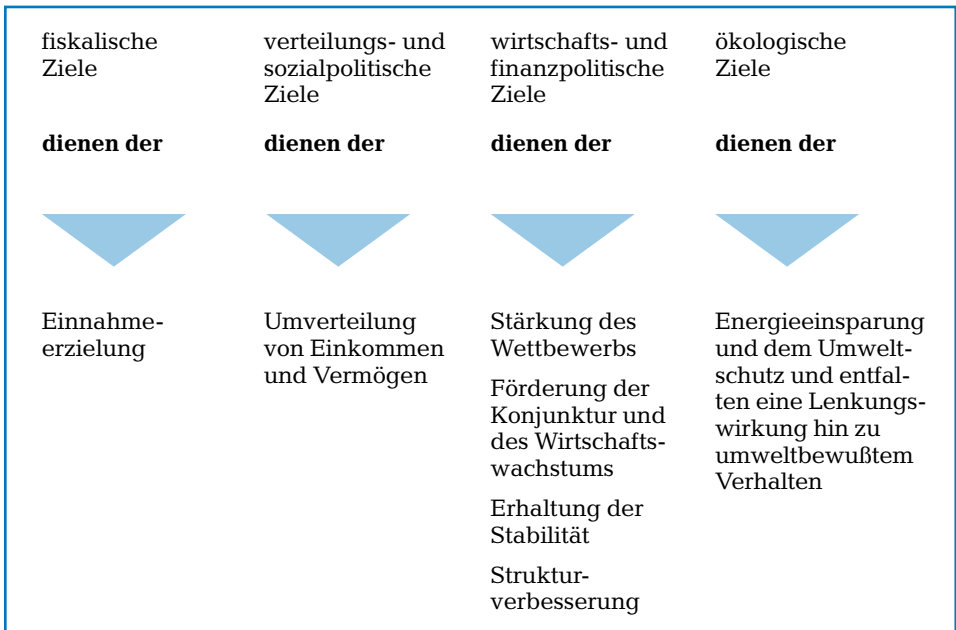 fiskalische
Ziele
dienen der
Einnahme-
erzielung
verteilungs- und
sozialpolitische
Ziele
dienen der
Umverteilung
von Einkommen
und Vermögen
wirtschafts- und
finanzpolitische
Ziele
dienen der
Stärkung des
Wettbewerbs
Förderung der
Konjunktur und
des Wirtschafts-
wachstums
Erhaltung der
Stabilität
Struktur-
verbesserung
ökologische
Ziele
dienen der
Energieeinsparung
und dem Umwelt-
schutz und entfal-
ten eine Lenkungs-
wirkung hin zu
umweltbewußtem
Verhalten